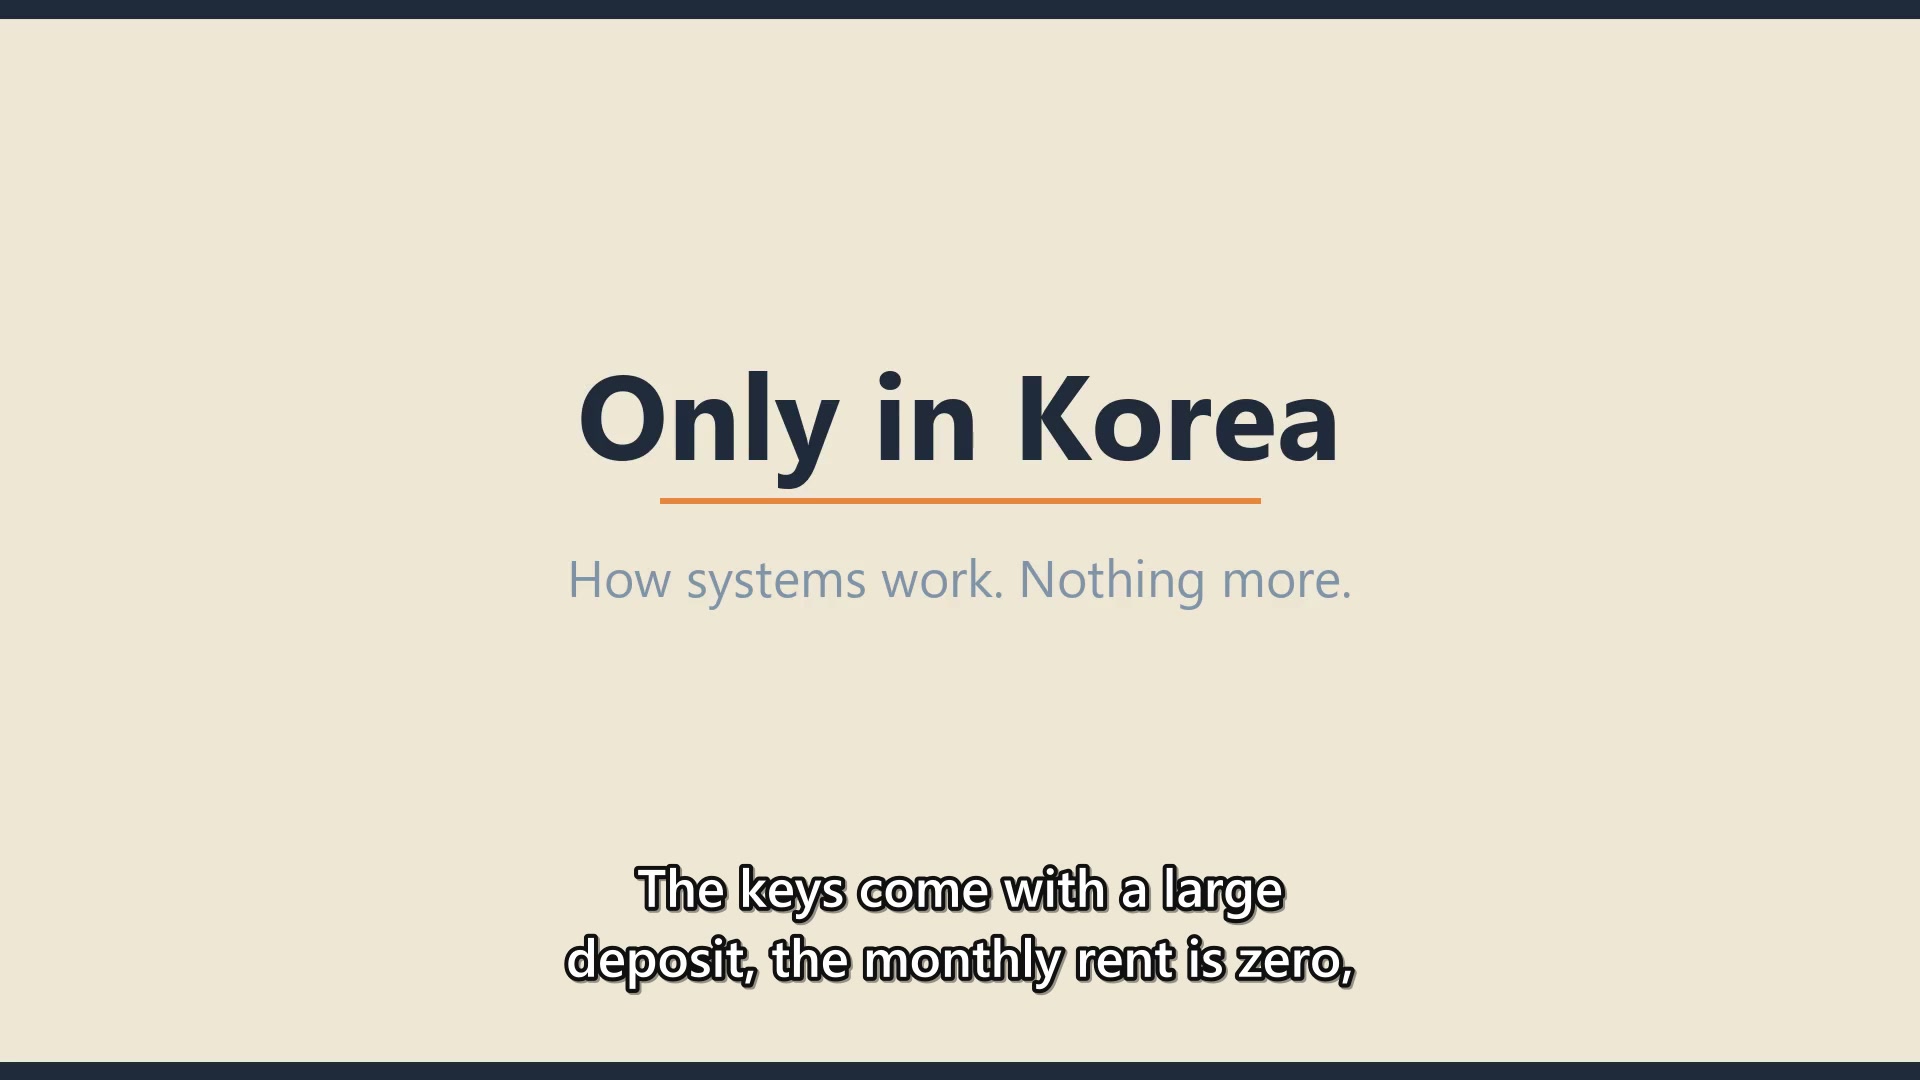 Only in Korea
How systems work. Nothing more.
The keys come with a large
deposit, the monthly rent is zero,